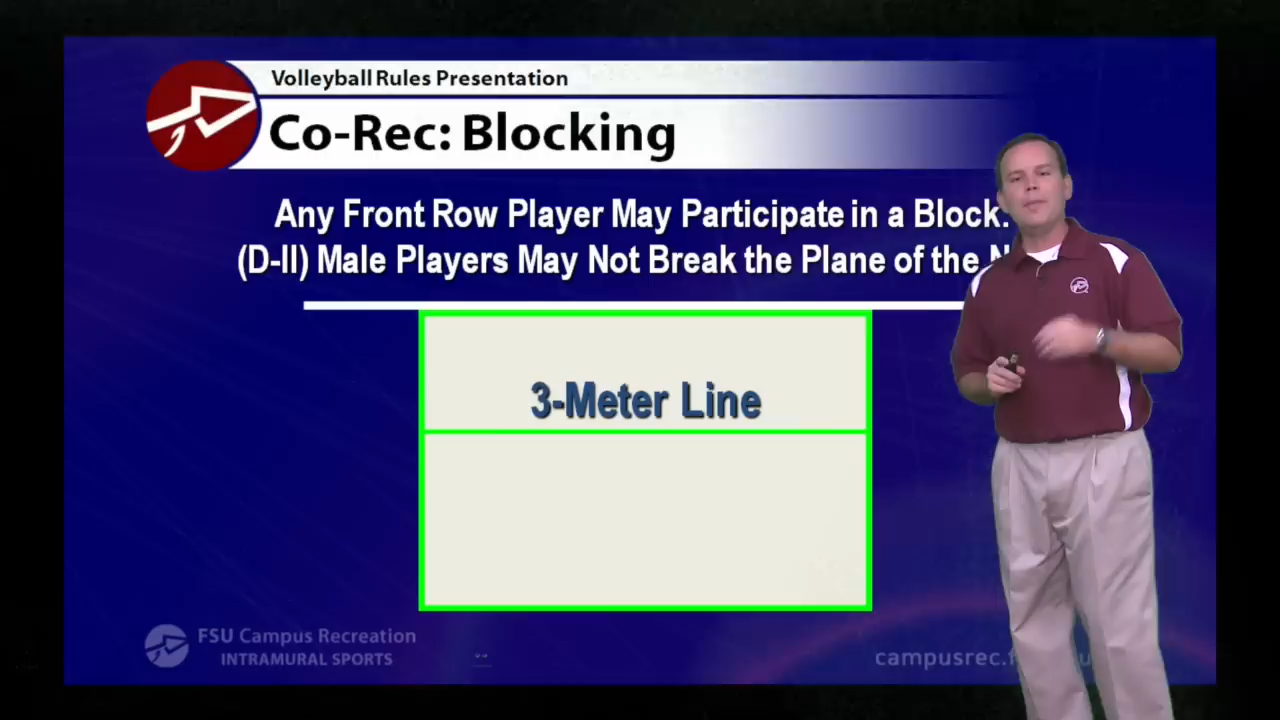 Volleyball Rules Presentation
Co-Rec: Blocking
Any Front Row Player May Participate in a Block.
(D-II) Male Players May Not Break the Plane of the
3-Meter Line
FSU Campus Recreation
INTRAMURAL SPORTS